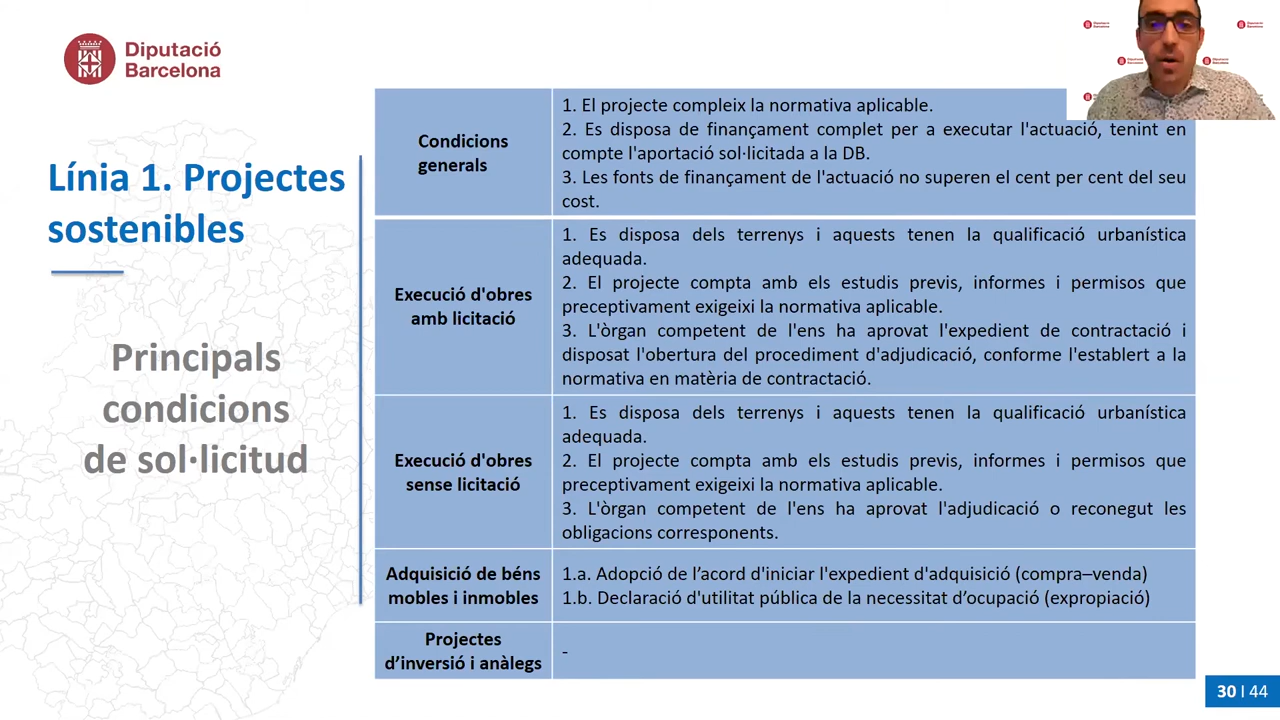 Diputació
Barcelona
Línia 1. Projectes
sostenibles
Principals
condicions
de sol·licitud
Condicions
generals
1. El projecte compleix la normativa aplicable.
2. Es disposa de finançament complet per a executar l'actuació, tenint en
compte l'aportació sol·licitada a la DB.
3. Les fonts de finançament de l'actuació no superen el cent per cent del seu
cost.
Execució d'obres
amb licitació
1. Es disposa dels terrenys i aquests tenen la qualificació urbanística
adequada.
2. El projecte compta amb els estudis previs, informes i permisos que
preceptivament exigeixi la normativa aplicable.
3. L'òrgan competent de l'ens ha aprovat l'expedient de contractació i
disposat l'obertura del procediment d'adjudicació, conforme l'establert a la
normativa en matèria de contractació.
Execució d'obres
sense licitació
1. Es disposa dels terrenys i aquests tenen la qualificació urbanística
adequada.
2. El projecte compta amb els estudis previs, informes i permisos que
preceptivament exigeixi la normativa aplicable.
3. L'òrgan competent de l'ens ha aprovat l'adjudicació o reconegut les
obligacions corresponents.
Adquisició de béns
mobles i inmobles
1.a. Adopció de l’acord d'iniciar l'expedient d'adquisició (compra–venda)
1.b. Declaració d'utilitat pública de la necessitat d’ocupació (expropiació)
Projectes
d’inversió i anàlegs
-
30 I 44